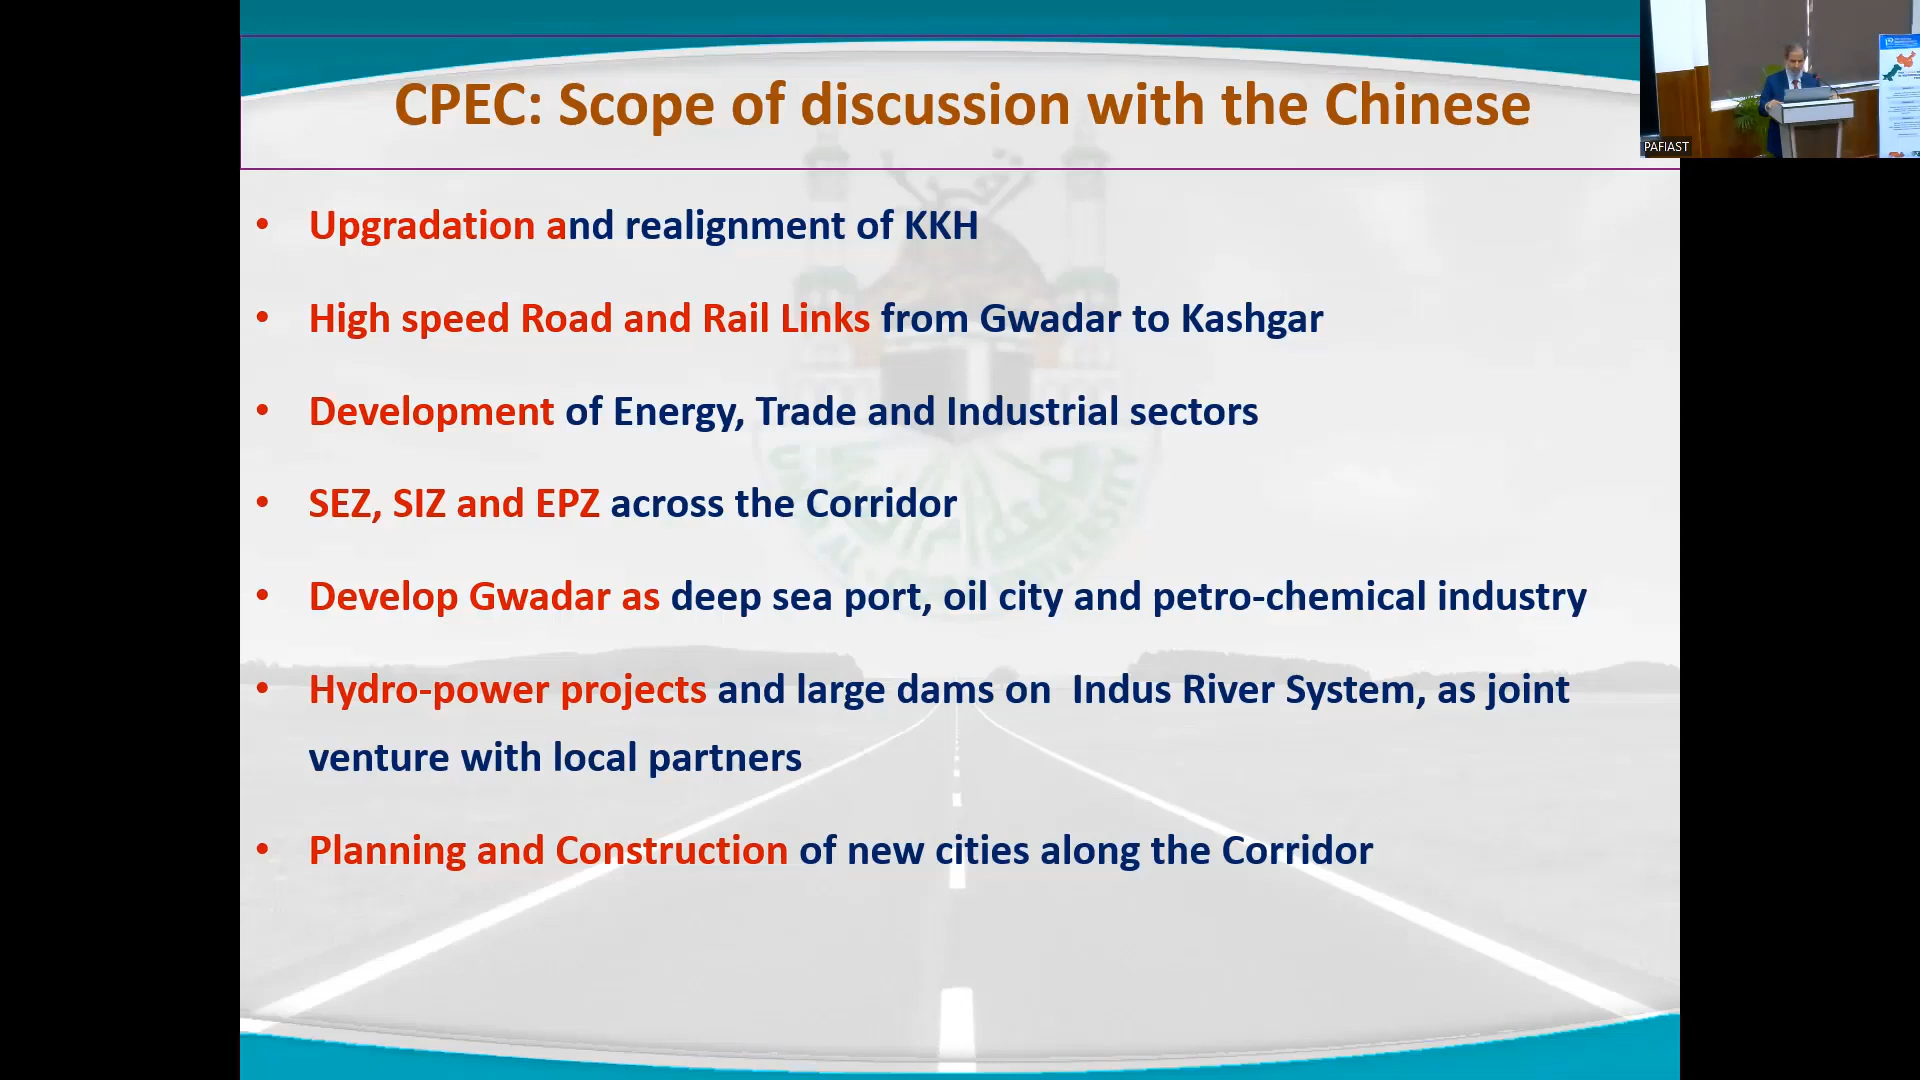 CPEC: Scope of discussion with the Chinese
PAFIAST
• Upgradation and realignment of KKH
• High speed Road and Rail Links from Gwadar to Kashgar
• Development of Energy, Trade and Industrial sectors
• SEZ, SIZ and EPZ across the Corridor
• Develop Gwadar as deep sea port, oil city and petro-chemical industry
• Hydro-power projects and large dams on Indus River System, as joint
venture with local partners
• Planning and Construction of new cities along the Corridor